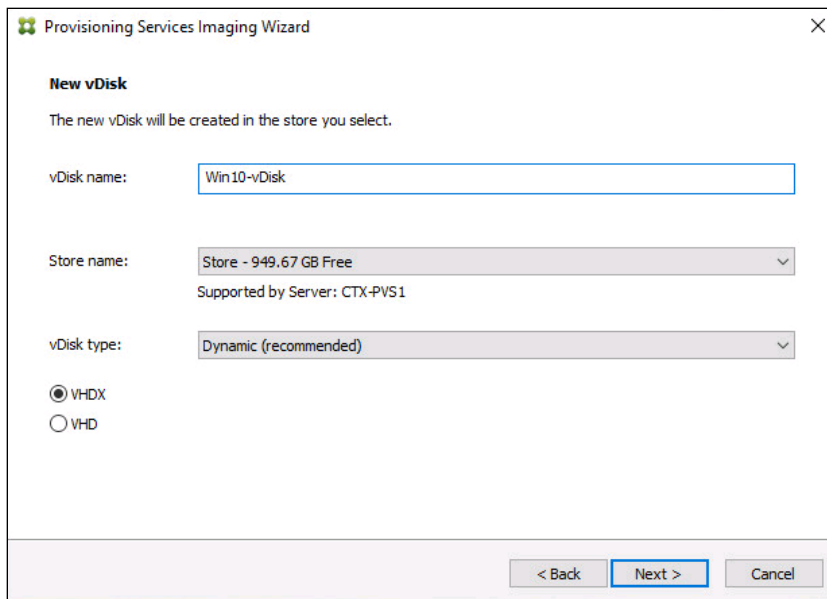 Provisioning Services Imaging Wizard
New vDisk
The new vDisk will be created in the store you select.
vDisk name: Win10-vDisk
Store name: Store - 949.67 GB Free
Supported by Server: CTX-PVS1
vDisk type: Dynamic (recommended)
VHDX
VHD
< Back Next > Cancel